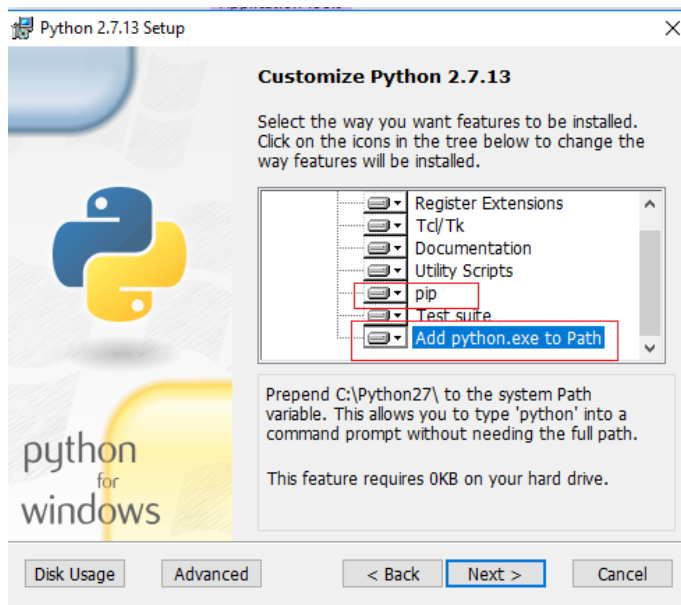 Python 2.7.13 Setup
Customize Python 2.7.13
Select the way you want features to be installed.
Click on the icons in the tree below to change the
way features will be installed.
Register Extensions
Tcl/Tk
Documentation
Utility Scripts
pip
Test suite
Add python.exe to Path
Prepend C:\Python27\ to the system Path
variable. This allows you to type 'python' into a
command prompt without needing the full path.
This feature requires 0KB on your hard drive.
python
for
windows
Disk Usage
Advanced
< Back
Next >
Cancel